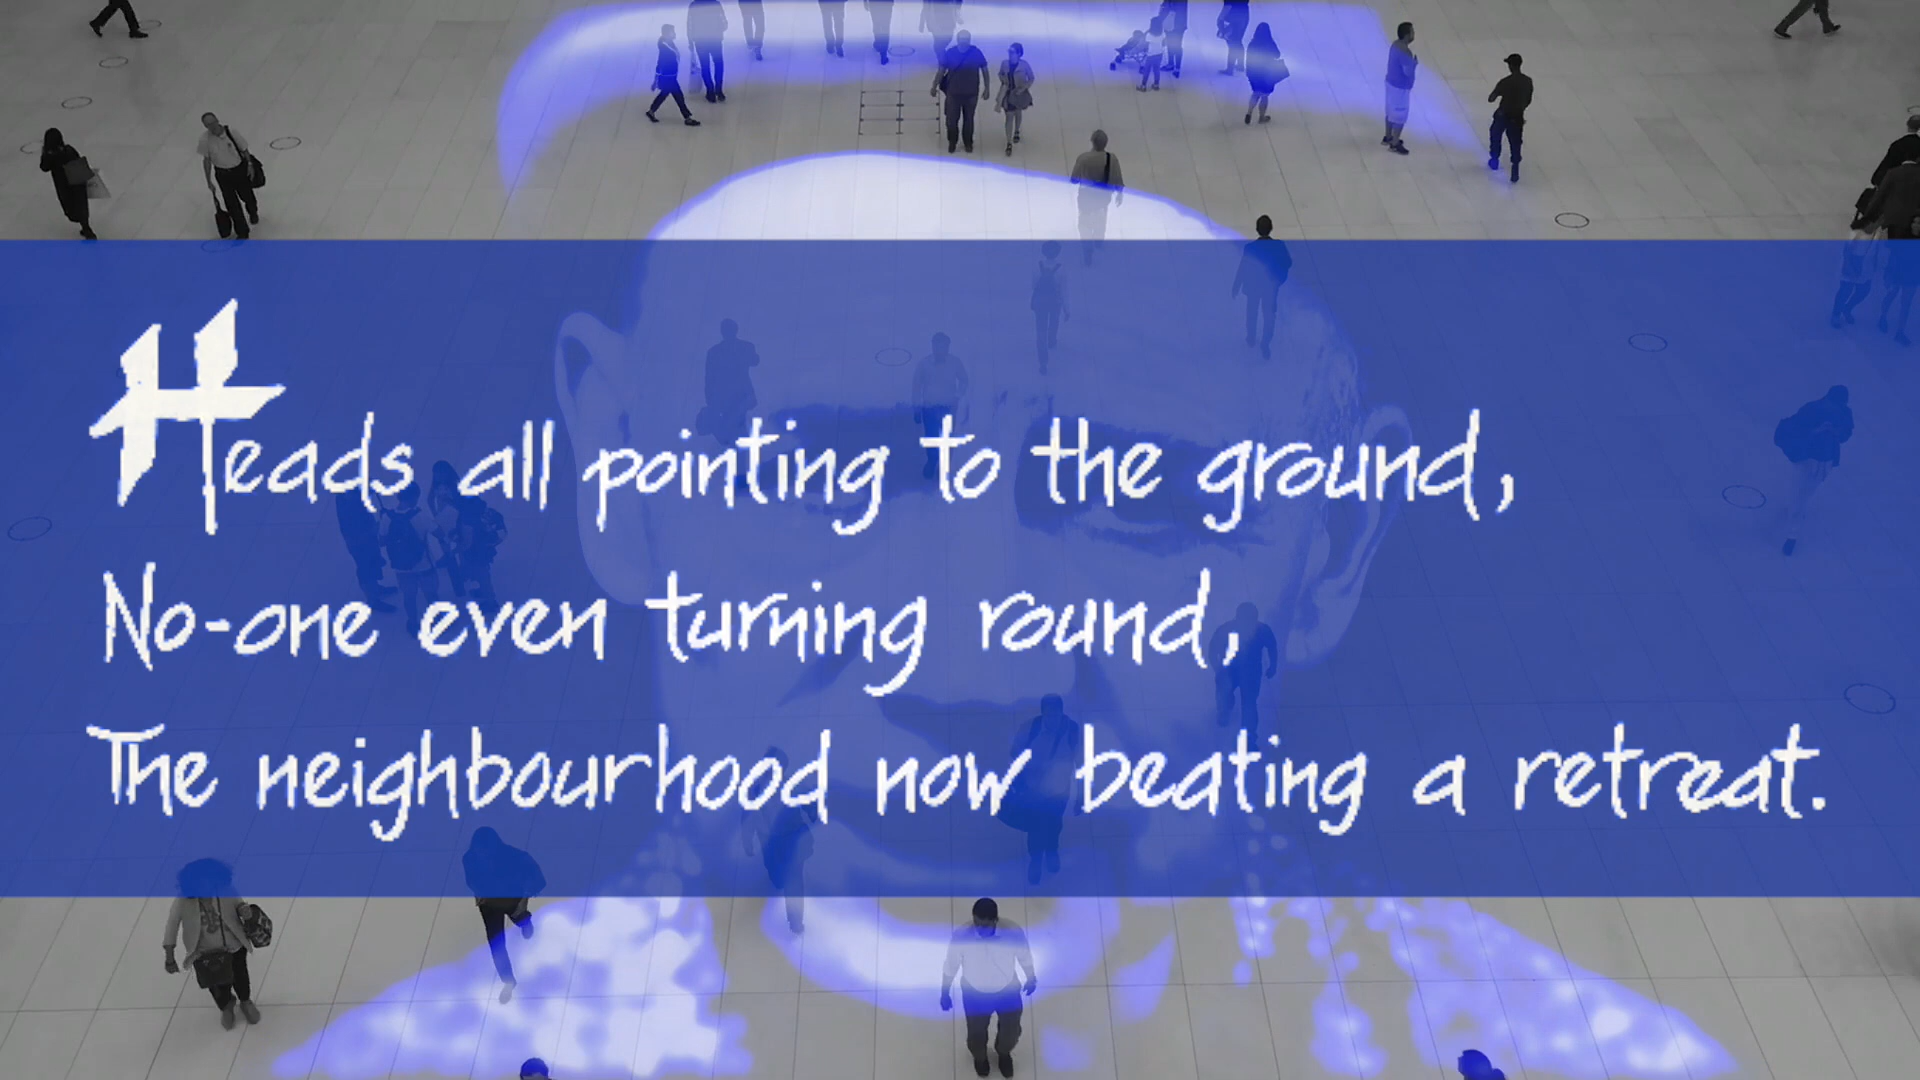 Heads all pointing to the ground,
No-one even turning round,
The neighbourhood now beating a retreat.